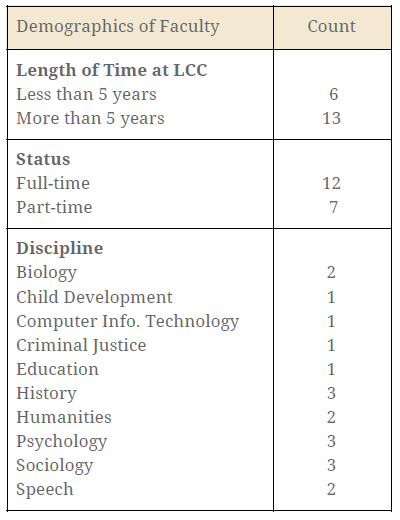 Demographics of Faculty Count
Length of Time at LCC
Less than 5 years 6
More than 5 years 13
Status
Full-time 12
Part-time 7
Discipline
Biology 2
Child Development 1
Computer Info. Technology 1
Criminal Justice 1
Education 1
History 3
Humanities 2
Psychology 3
Sociology 3
Speech 2